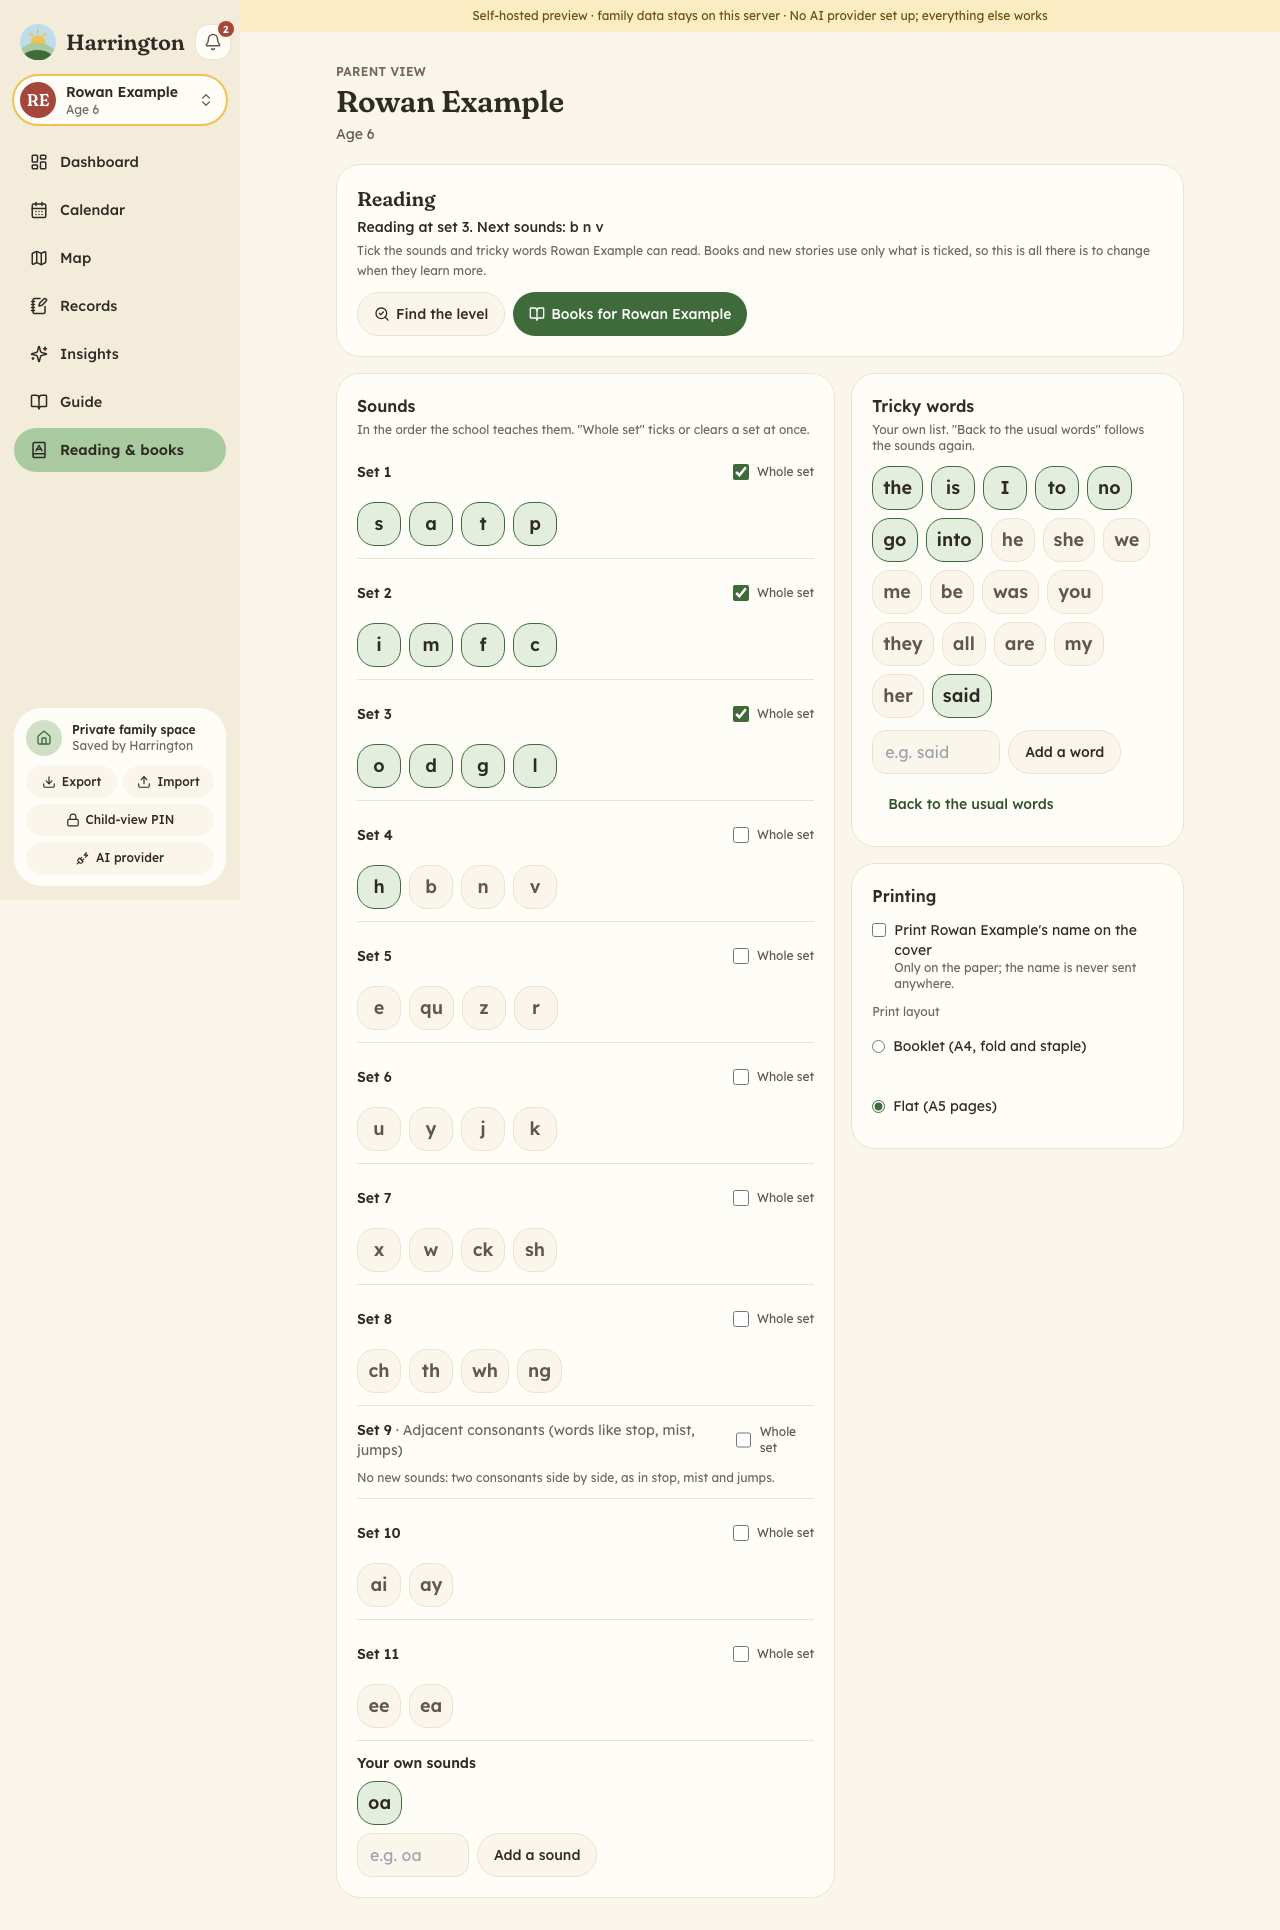 Self-hosted preview · family data stays on this server · No AI provider set up; everything else works
Harrington
2
RE
Rowan Example
Age 6
Dashboard
Calendar
Map
Records
Insights
Guide
Reading & books
Private family space
Saved by Harrington
Export
Import
Child-view PIN
AI provider
PARENT VIEW
Rowan Example
Age 6
Reading
Reading at set 3. Next sounds: b n v
Tick the sounds and tricky words Rowan Example can read. Books and new stories use only what is ticked, so this is all there is to change
when they learn more.
Find the level
Books for Rowan Example
Sounds
In the order the school teaches them. "Whole set" ticks or clears a set at once.
Set 1
Whole set
s a t p
Set 2
Whole set
i m f c
Set 3
Whole set
o d g l
Set 4
Whole set
h b n v
Set 5
Whole set
e qu z r
Set 6
Whole set
u y j k
Set 7
Whole set
x w ck sh
Set 8
Whole set
ch th wh ng
Set 9 · Adjacent consonants (words like stop, mist,
jumps)
Whole
set
No new sounds: two consonants side by side, as in stop, mist and jumps.
Set 10
Whole set
ai ay
Set 11
Whole set
ee ea
Your own sounds
oa
e.g. oa
Add a sound
Tricky words
Your own list. "Back to the usual words" follows
the sounds again.
the is I to no
go into he she we
me be was you
they all are my
her said
e.g. said
Add a word
Back to the usual words
Printing
Print Rowan Example's name on the
cover
Only on the paper; the name is never sent
anywhere.
Print layout
Booklet (A4, fold and staple)
Flat (A5 pages)